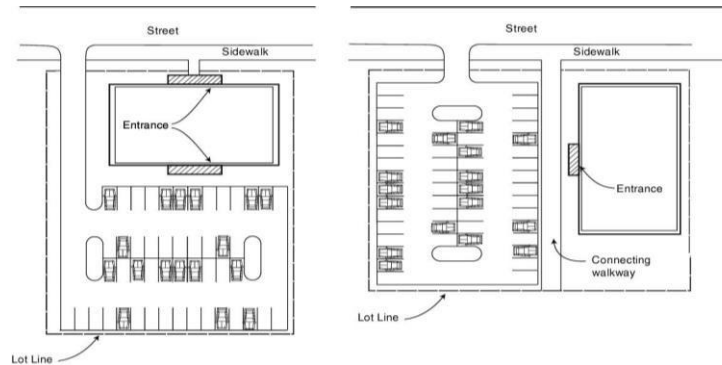 Street
Sidewalk
Entrance
Lot Line
Street
Sidewalk
Entrance
Connecting
walkway
Lot Line